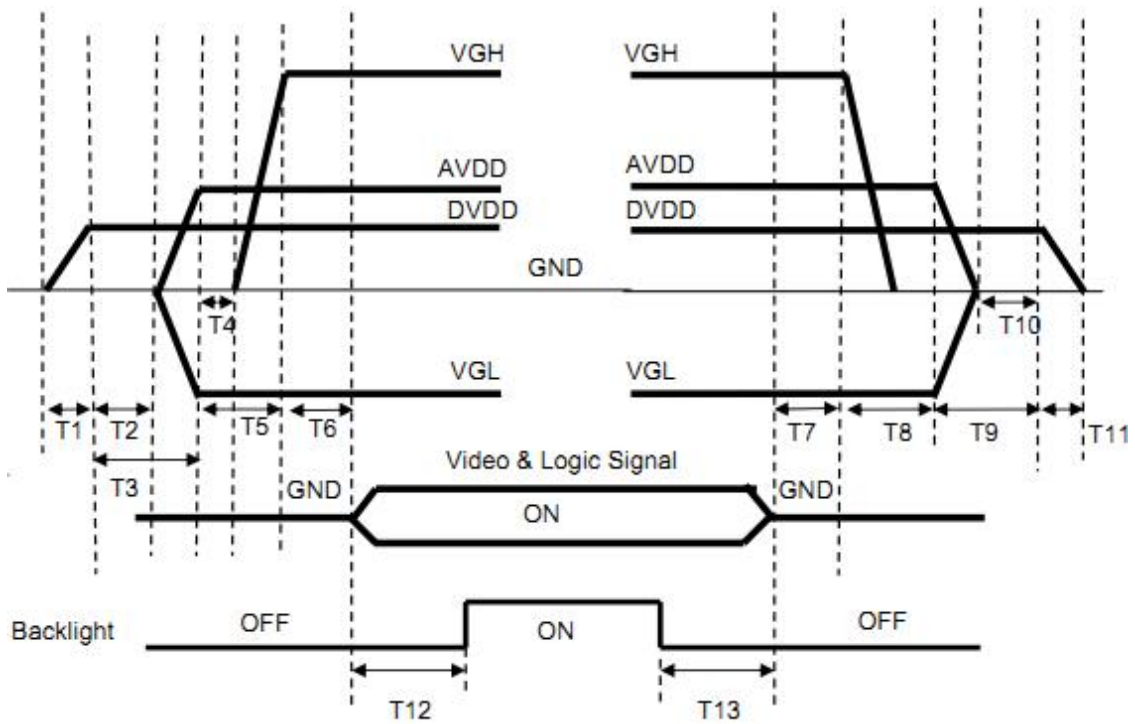 VGH VGH
AVDD AVDD
DVDD DVDD
GND
T4 T10
VGL VGL
T1 T2 T5 T6 T7 T8 T9 T11
T3
Video & Logic Signal
GND GND
ON
Backlight OFF ON OFF
T12 T13